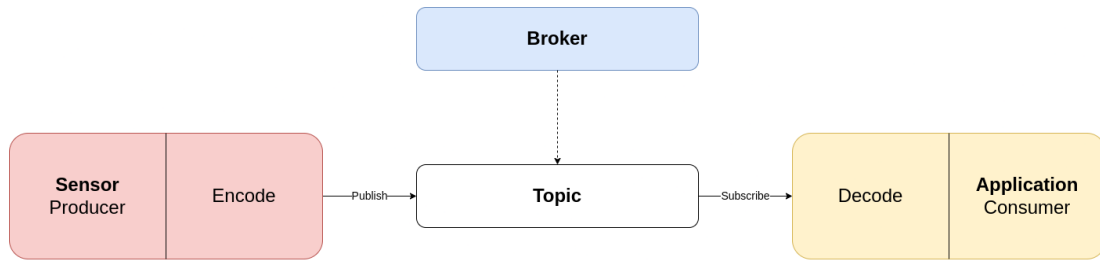 Broker
Sensor
Producer
Encode
Publish
Topic
Subscribe
Decode
Application
Consumer